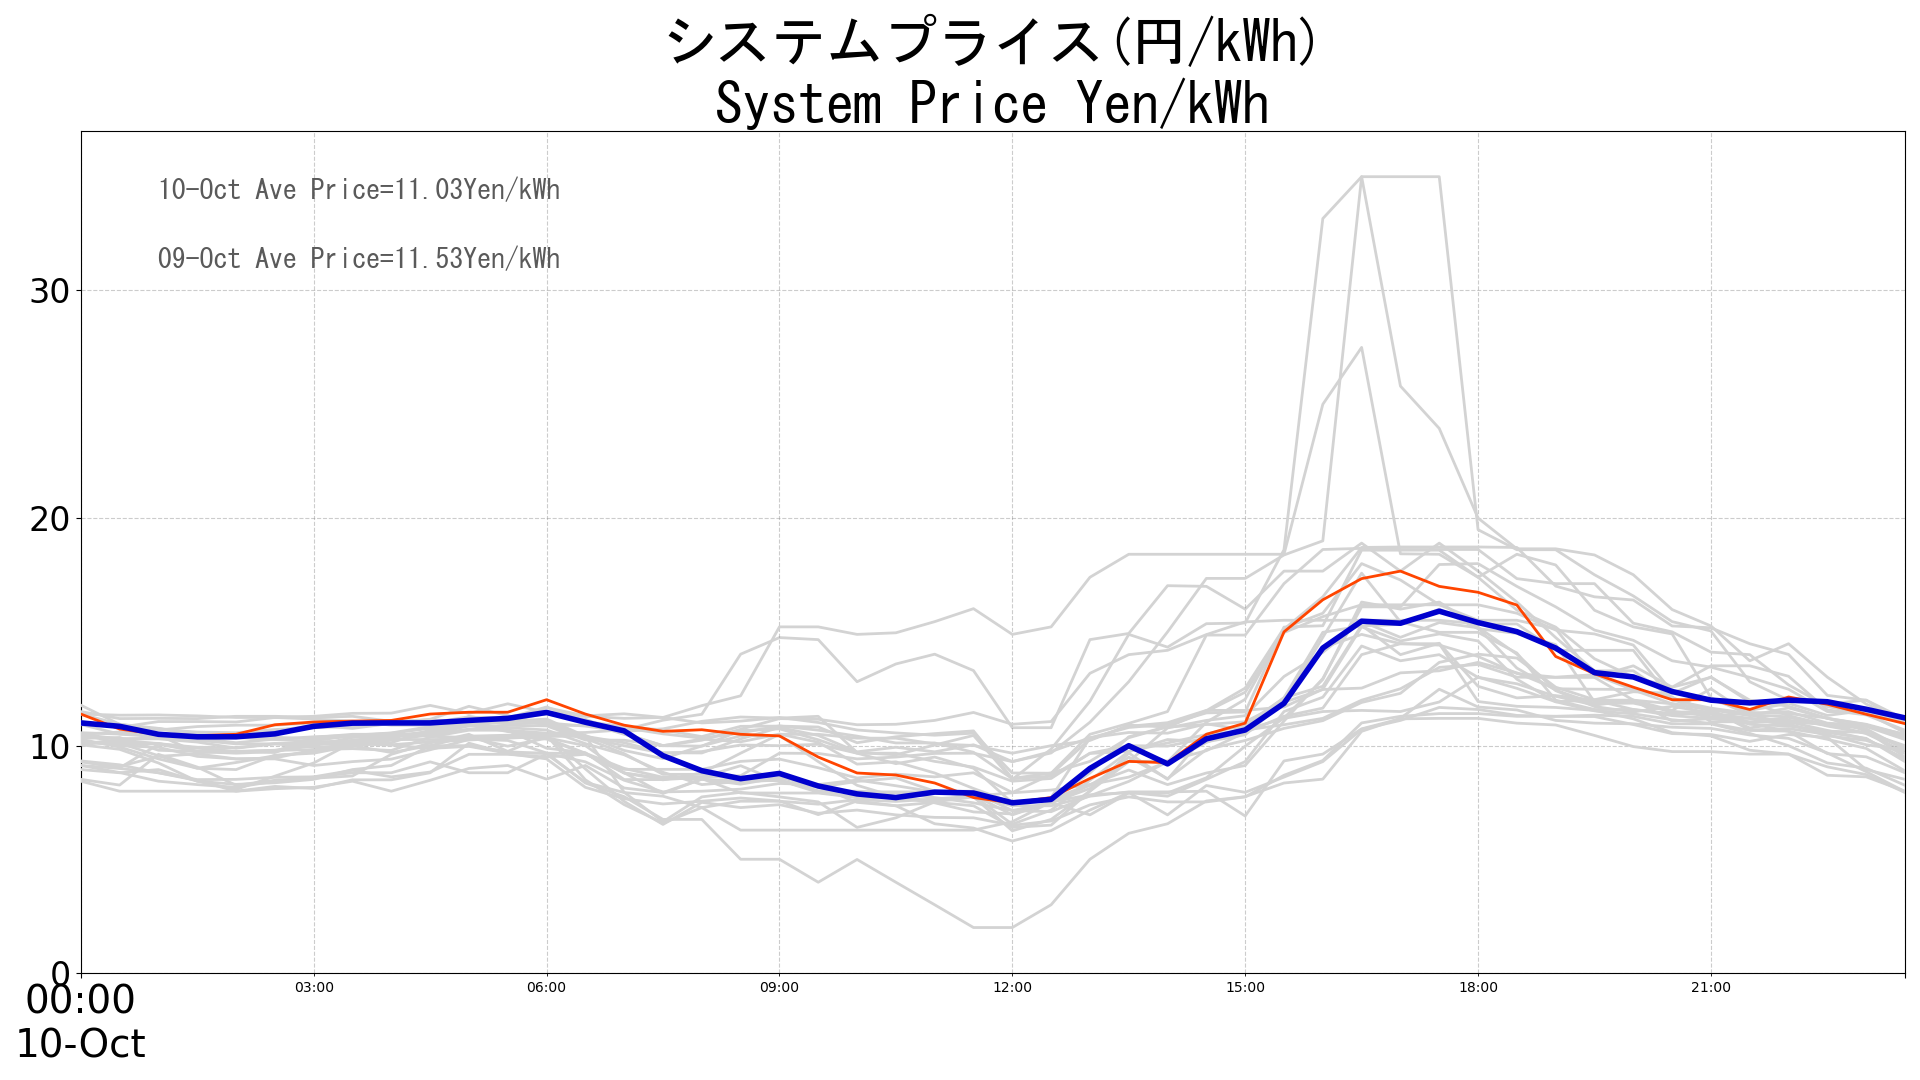 システムプライス(円/kWh)
System Price Yen/kWh
10-Oct Ave Price=11.03Yen/kWh
09-Oct Ave Price=11.53Yen/kWh
30
20
10
0
00:00 03:00 06:00 09:00 12:00 15:00 18:00 21:00
10-Oct